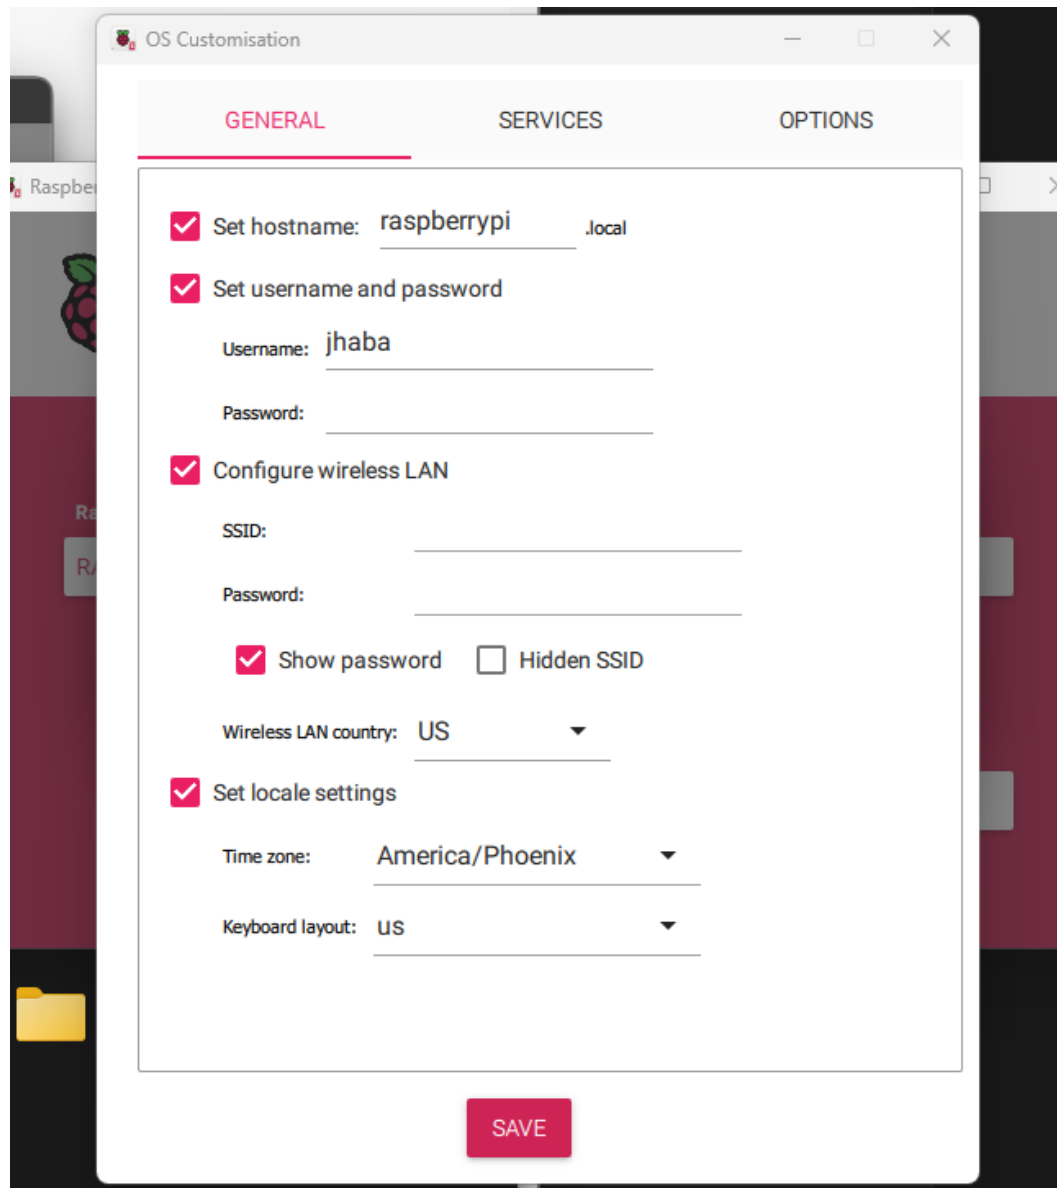 OS Customisation
GENERAL SERVICES OPTIONS
Raspber
Set hostname: raspberrypi .local
Set username and password
Username: jhaba
Password:
Configure wireless LAN
Ra
SSID:
RA
Password:
Show password Hidden SSID
Wireless LAN country: US
Set locale settings
Time zone: America/Phoenix
Keyboard layout: us
SAVE